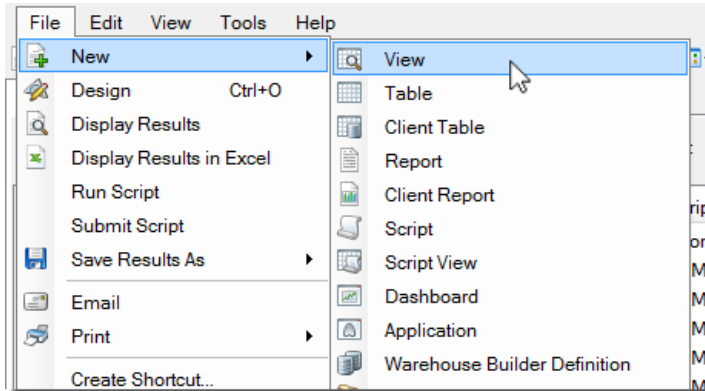 File Edit View Tools Help
New
Design Ctrl+O
Display Results
Display Results in Excel
Run Script
Submit Script
Save Results As
Email
Print
Create Shortcut...
View
Table
Client Table
Report
Client Report
Script
Script View
Dashboard
Application
Warehouse Builder Definition